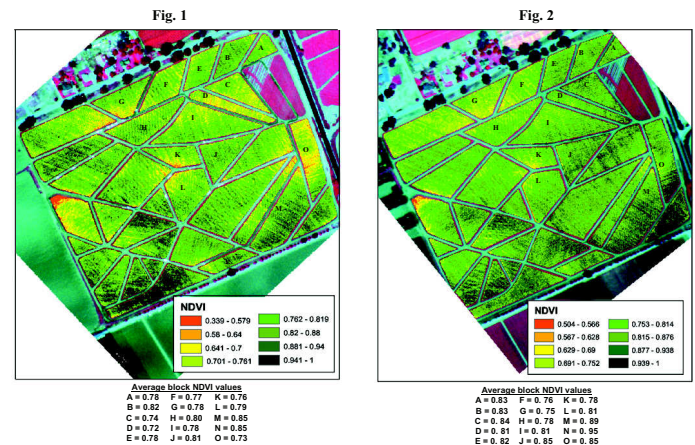 Fig. 1
A
B
C
D
E
F
G
H
I
J
K
L
M
O
NDVI
0.339 - 0.579
0.58 - 0.64
0.641 - 0.7
0.701 - 0.761
0.762 - 0.819
0.82 - 0.88
0.881 - 0.94
0.941 - 1
Average block NDVI values
A = 0.78 F = 0.77 K = 0.76
B = 0.82 G = 0.78 L = 0.79
C = 0.74 H = 0.80 M = 0.85
D = 0.72 I = 0.78 N = 0.85
E = 0.78 J = 0.81 O = 0.73
Fig. 2
A
B
C
D
E
F
G
H
I
J
K
L
M
O
NDVI
0.504 - 0.566
0.567 - 0.628
0.629 - 0.69
0.691 - 0.752
0.753 - 0.814
0.815 - 0.876
0.877 - 0.938
0.939 - 1
Average block NDVI values
A = 0.83 F = 0.76 K = 0.78
B = 0.83 G = 0.75 L = 0.81
C = 0.84 H = 0.78 M = 0.89
D = 0.81 I = 0.81 N = 0.95
E = 0.82 J = 0.85 O = 0.85